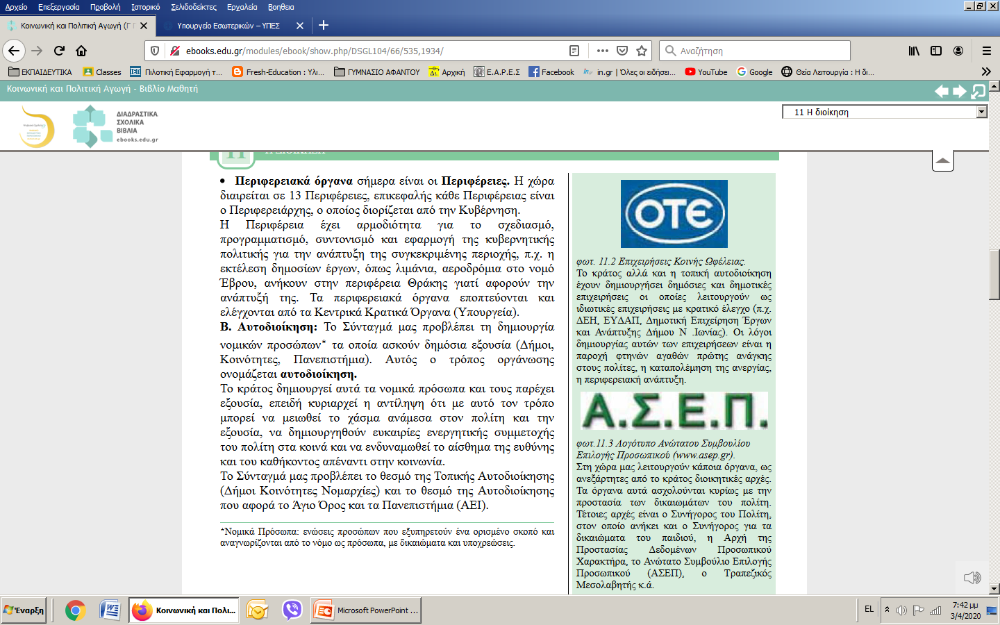 Αρχείο Επεξεργασία Προβολή Ιστορικό Σελιδοδείκτες Εργαλεία Βοηθεια
Κοινωνική και Πολιτική Αγωγή (Γ Γ
Υπουργείο Εσωτερικών – ΥΠΕΣ
ebooks.edu.gr/modules/ebook/show.php/DSGL104/66/535,1934/
Αναζήτηση
ΕΚΠΑΙΔΕΥΤΙΚΑ Classes Πιλοτική Εφαρμογή τ... Fresh-Education : Υλι... ΓΥΜΝΑΣΙΟ ΑΦΑΝΤΟΥ Αρχική Ε.Α.Ρ.Ε.Σ Facebook in.gr | Όλες οι ειδήσει... YouTube Google Θεία Λειτουργία : Η δι...
Κοινωνική και Πολιτική Αγωγή - Βιβλίο Μαθητή
ΔΙΑΔΡΑΣΤΙΚΑ
ΣΧΟΛΙΚΑ
ΒΙΒΛΙΑ
ebooks.edu.gr
11 Η διοίκηση
• Περιφερειακά όργανα σήμερα είναι οι Περιφέρειες. Η χώρα
διαιρείται σε 13 Περιφέρειες, επικεφαλής κάθε Περιφέρειας είναι
ο Περιφερειάρχης, ο οποίος διορίζεται από την Κυβέρνηση.
Η Περιφέρεια έχει αρμοδιότητα για το σχεδιασμό,
προγραμματισμό, συντονισμό και εφαρμογή της κυβερνητικής
πολιτικής για την ανάπτυξη της συγκεκριμένης περιοχής, π.χ. η
εκτέλεση δημοσίων έργων, όπως λιμάνια, αεροδρόμια στο νομό
Έβρου, ανήκουν στην περιφέρεια Θράκης γιατί αφορούν την
ανάπτυξή της. Τα περιφερειακά όργανα εποπτεύονται και
ελέγχονται από τα Κεντρικά Κρατικά Όργανα (Υπουργεία).
Β. Αυτοδιοίκηση: Το Σύνταγμά μας προβλέπει τη δημιουργία
νομικών προσώπων* τα οποία ασκούν δημόσια εξουσία (Δήμοι,
Κοινότητες, Πανεπιστήμια). Αυτός ο τρόπος οργάνωσης
ονομάζεται αυτοδιοίκηση.
Το κράτος δημιουργεί αυτά τα νομικά πρόσωπα και τους παρέχει
εξουσία, επειδή κυριαρχεί η αντίληψη ότι με αυτό τον τρόπο
μπορεί να μειωθεί το χάσμα ανάμεσα στον πολίτη και την
εξουσία, να δημιουργηθούν ευκαιρίες ενεργητικής συμμετοχής
του πολίτη στα κοινά και να ενδυναμωθεί το αίσθημα της ευθύνης
και του καθήκοντος απέναντι στην κοινωνία.
Το Σύνταγμά μας προβλέπει το θεσμό της Τοπικής Αυτοδιοίκησης
(Δήμοι Κοινότητες Νομαρχίες) και το θεσμό της Αυτοδιοίκησης
που αφορά το Άγιο Όρος και τα Πανεπιστήμια (ΑΕΙ).
*Νομικά Πρόσωπα: ενώσεις προσώπων που εξυπηρετούν ένα ορισμένο σκοπό και
αναγνωρίζονται από το νόμο ως πρόσωπα, με δικαιώματα και υποχρεώσεις.
ΟΤΕ
φωτ. 11.2 Επιχειρήσεις Κοινής Ωφέλειας.
Το κράτος αλλά και η τοπική αυτοδιοίκηση
έχουν δημιουργήσει δημόσιες και δημοτικές
επιχειρήσεις οι οποίες λειτουργούν ως
ιδιωτικές επιχειρήσεις με κρατικό έλεγχο (π.χ.
ΔΕΗ, ΕΥΔΑΠ, Δημοτική Επιχείρηση Έργων
και Ανάπτυξης Δήμου Ν .Ιωνίας). Οι λόγοι
δημιουργίας αυτών των επιχειρήσεων είναι η
παροχή φτηνών αγαθών πρώτης ανάγκης
στους πολίτες, η καταπολέμηση της ανεργίας,
η περιφερειακή ανάπτυξη.
Α.Σ.Ε.Π.
φωτ.11.3 Λογότυπο Ανώτατου Συμβουλίου
Επιλογής Προσωπικού (www.asep.gr).
Στη χώρα μας λειτουργούν κάποια όργανα, ως
ανεξάρτητες από το κράτος διοικητικές αρχές.
Τα όργανα αυτά ασχολούνται κυρίως με την
προστασία των δικαιωμάτων του πολίτη.
Τέτοιες αρχές είναι ο Συνήγορος του Πολίτη,
στον οποίο ανήκει και ο Συνήγορος για τα
δικαιώματα του παιδιού, η Αρχή της
Προστασίας Δεδομένων Προσωπικού
Χαρακτήρα, το Ανώτατο Συμβούλιο Επιλογής
Προσωπικού (ΑΣΕΠ), ο Τραπεζικός
Μεσολαβητής κ.ά.
Έναρξη
Κοινωνική και Πολι...
Microsoft PowerPoint ...
EL
7:42 μμ
3/4/2020